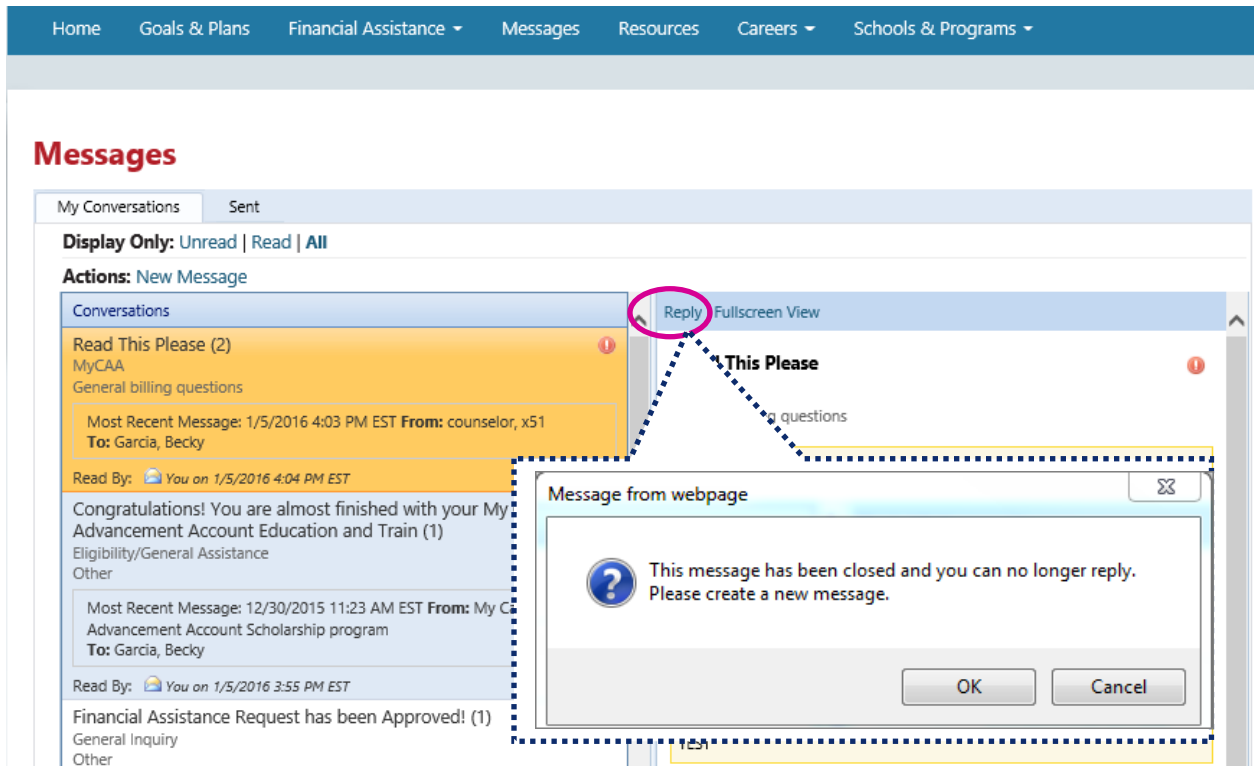 Home Goals & Plans Financial Assistance Messages Resources Careers Schools & Programs
Messages
My Conversations Sent
Display Only: Unread | Read | All
Actions: New Message
Conversations
Read This Please (2)
MyCAA
General billing questions
Most Recent Message: 1/5/2016 4:03 PM EST From: counselor, x51
To: Garcia, Becky
Read By: You on 1/5/2016 4:04 PM EST
Congratulations! You are almost finished with your My
Advancement Account Education and Train (1)
Eligibility/General Assistance
Other
Most Recent Message: 12/30/2015 11:23 AM EST From: My
Advancement Account Scholarship program
To: Garcia, Becky
Read By: You on 1/5/2016 3:55 PM EST
Financial Assistance Request has been Approved! (1)
General Inquiry
Other
Reply Fullscreen View
This Please
questions
Message from webpage
This message has been closed and you can no longer reply.
Please create a new message.
OK Cancel
TEST